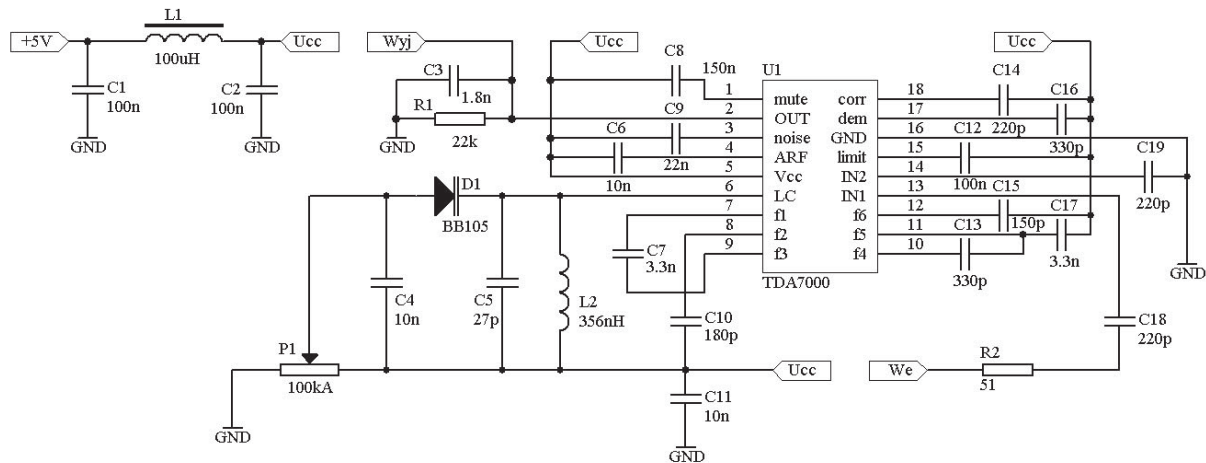 L1
+5V
100uH
Ucc
C1
100n
C2
100n
GND
GND
Wyj
C3
1.8n
R1
22k
GND
Ucc
C8
150n
C9
22n
C6
10n
U1
1
mute
2
OUT
3
noise
4
ARF
5
Vcc
6
LC
7
f1
8
f2
9
f3
corr
18
dem
17
GND
16
limit
15
IN2
14
IN1
13
f6
12
f5
11
f4
10
TDA7000
Ucc
C14
220p
C16
330p
C12
100n
C19
220p
C15
150p
C17
3.3n
C13
330p
GND
D1
BB105
C4
10n
C5
27p
L2
356nH
C7
3.3n
C10
180p
P1
100kA
GND
Ucc
C11
10n
GND
We
R2
51
C18
220p